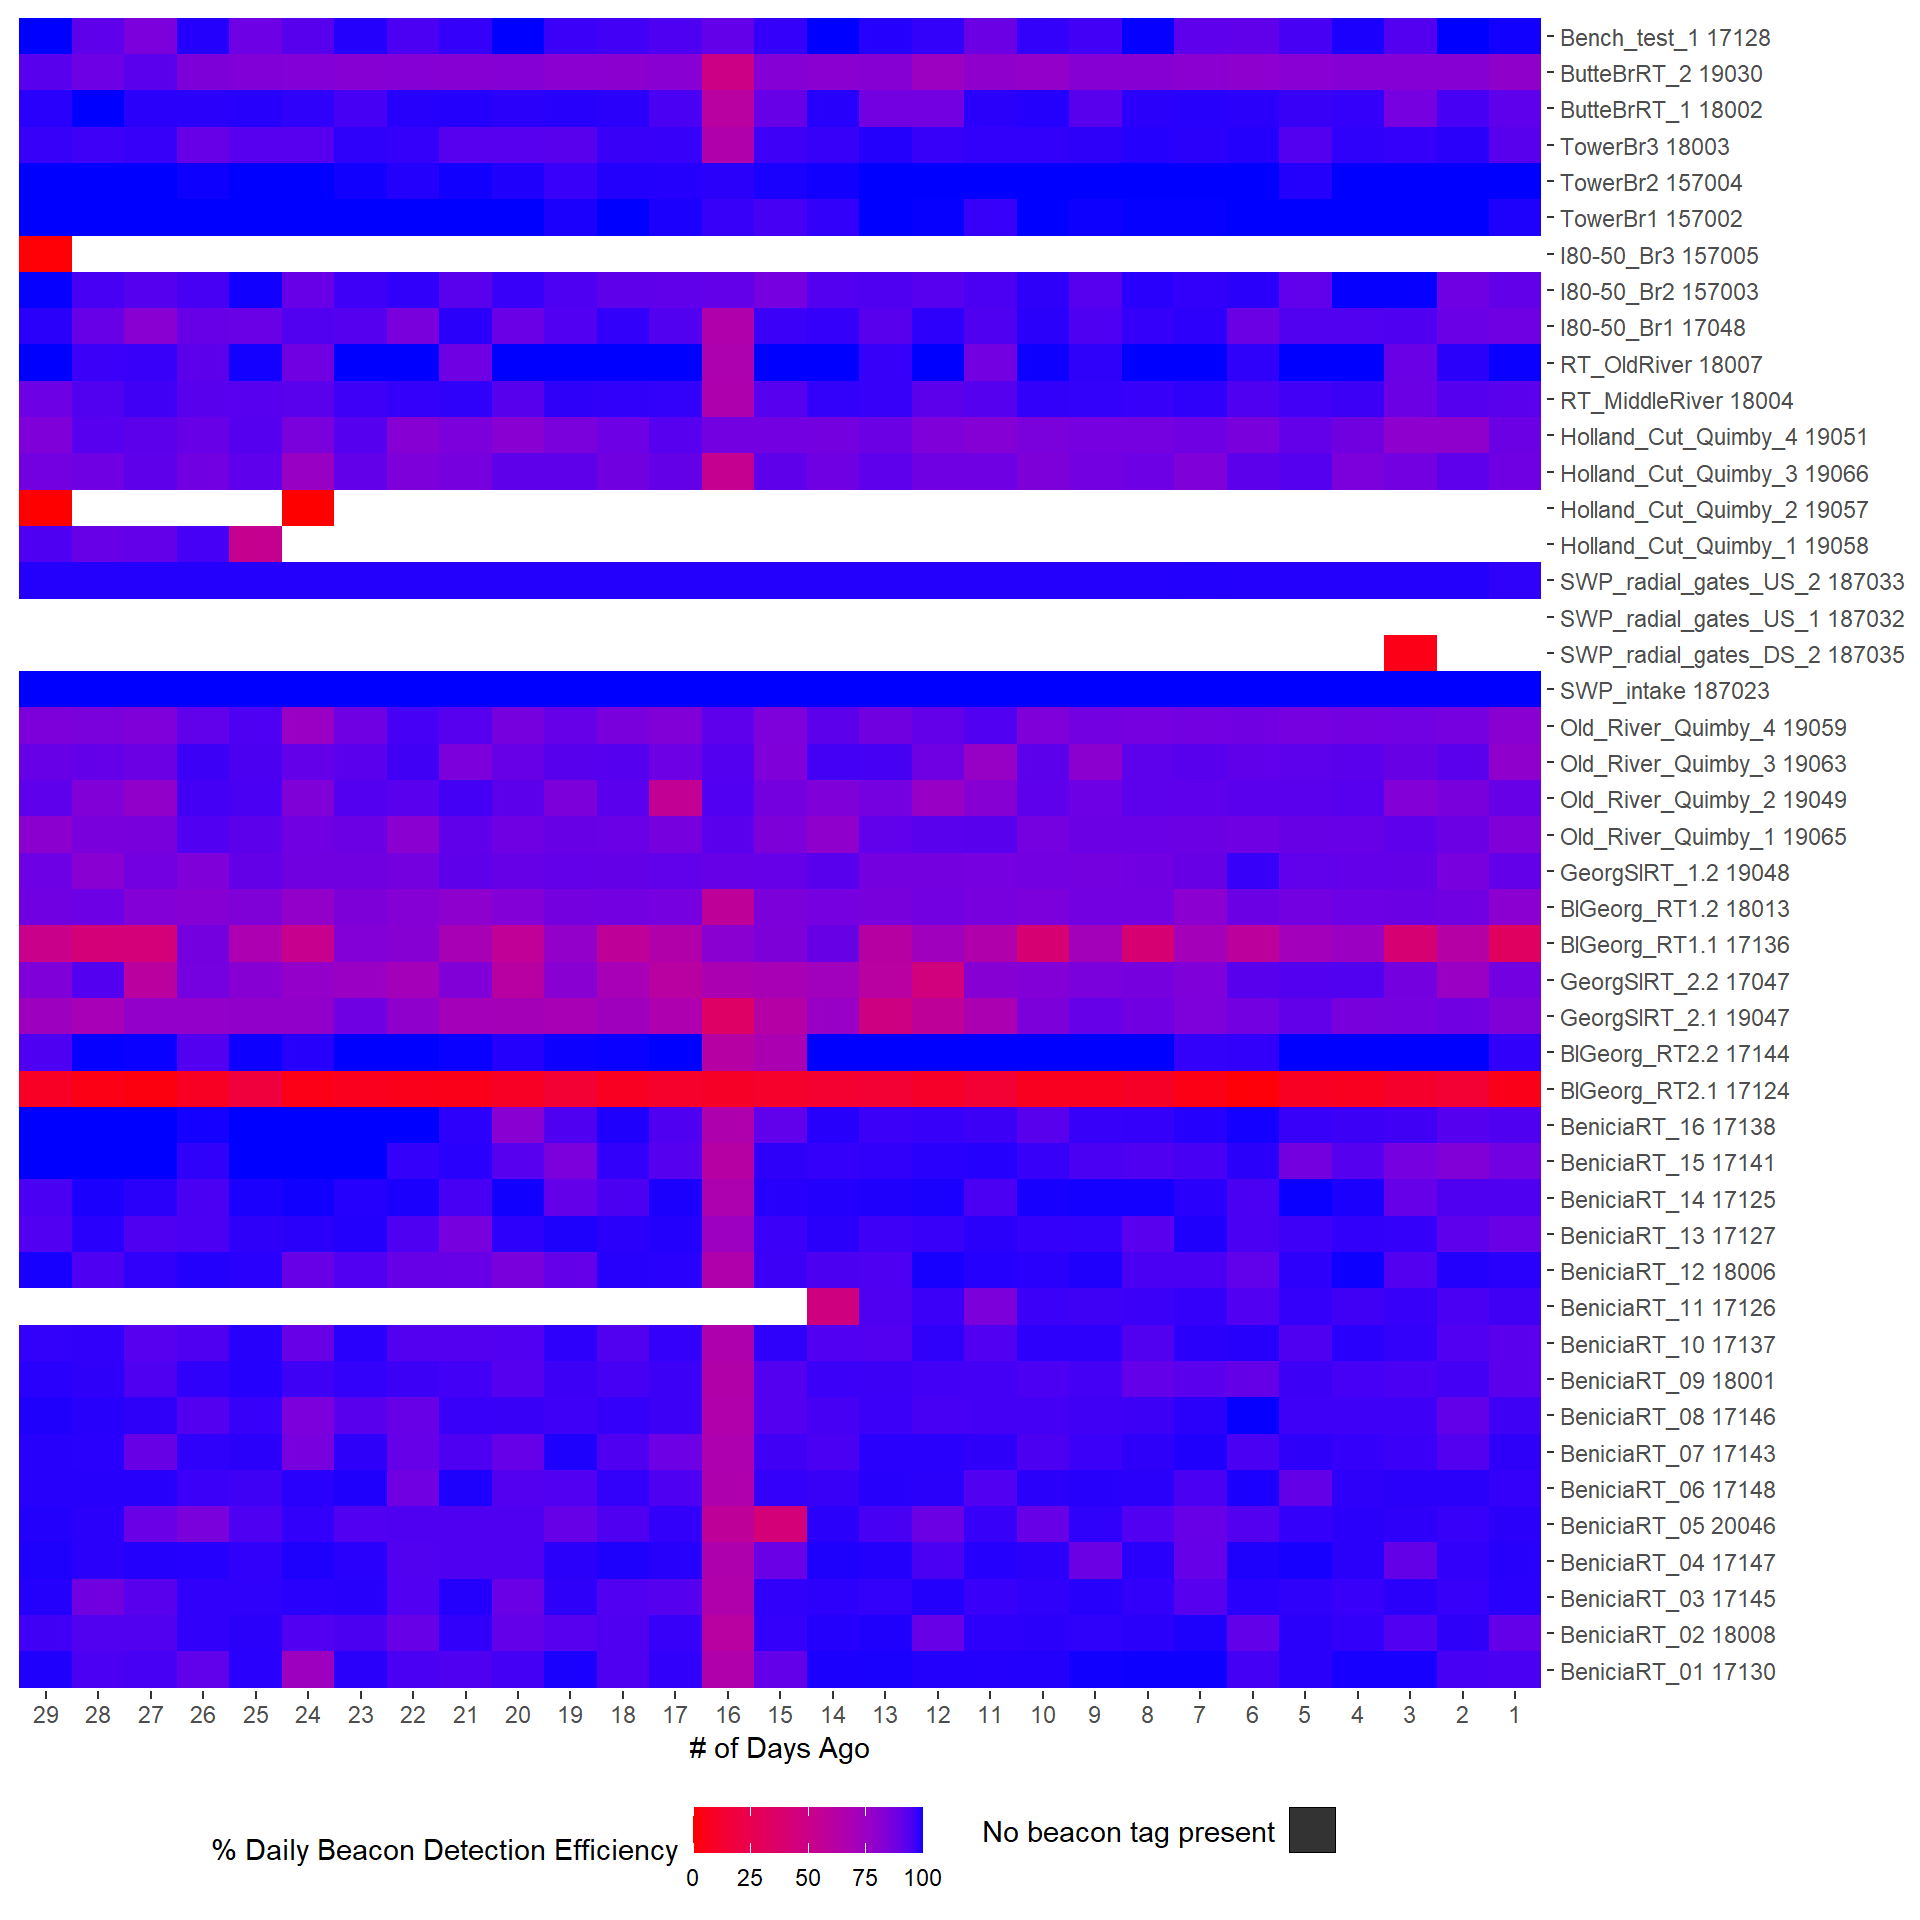 Bench_test_1 17128
ButteBrRT_2 19030
ButteBrRT_1 18002
TowerBr3 18003
TowerBr2 157004
TowerBr1 157002
I80-50_Br3 157005
I80-50_Br2 157003
I80-50_Br1 17048
RT_OldRiver 18007
RT_MiddleRiver 18004
Holland_Cut_Quimby_4 19051
Holland_Cut_Quimby_3 19066
Holland_Cut_Quimby_2 19057
Holland_Cut_Quimby_1 19058
SWP_radial_gates_US_2 187033
SWP_radial_gates_US_1 187032
SWP_radial_gates_DS_2 187035
SWP_intake 187023
Old_River_Quimby_4 19059
Old_River_Quimby_3 19063
Old_River_Quimby_2 19049
Old_River_Quimby_1 19065
GeorgSlRT_1.2 19048
BlGeorg_RT1.2 18013
BlGeorg_RT1.1 17136
GeorgSlRT_2.2 17047
GeorgSlRT_2.1 19047
BlGeorg_RT2.2 17144
BlGeorg_RT2.1 17124
BeniciaRT_16 17138
BeniciaRT_15 17141
BeniciaRT_14 17125
BeniciaRT_13 17127
BeniciaRT_12 18006
BeniciaRT_11 17126
BeniciaRT_10 17137
BeniciaRT_09 18001
BeniciaRT_08 17146
BeniciaRT_07 17143
BeniciaRT_06 17148
BeniciaRT_05 20046
BeniciaRT_04 17147
BeniciaRT_03 17145
BeniciaRT_02 18008
BeniciaRT_01 17130
29 28 27 26 25 24 23 22 21 20 19 18 17 16 15 14 13 12 11 10 9 8 7 6 5 4 3 2 1
# of Days Ago
% Daily Beacon Detection Efficiency
0 25 50 75 100
No beacon tag present